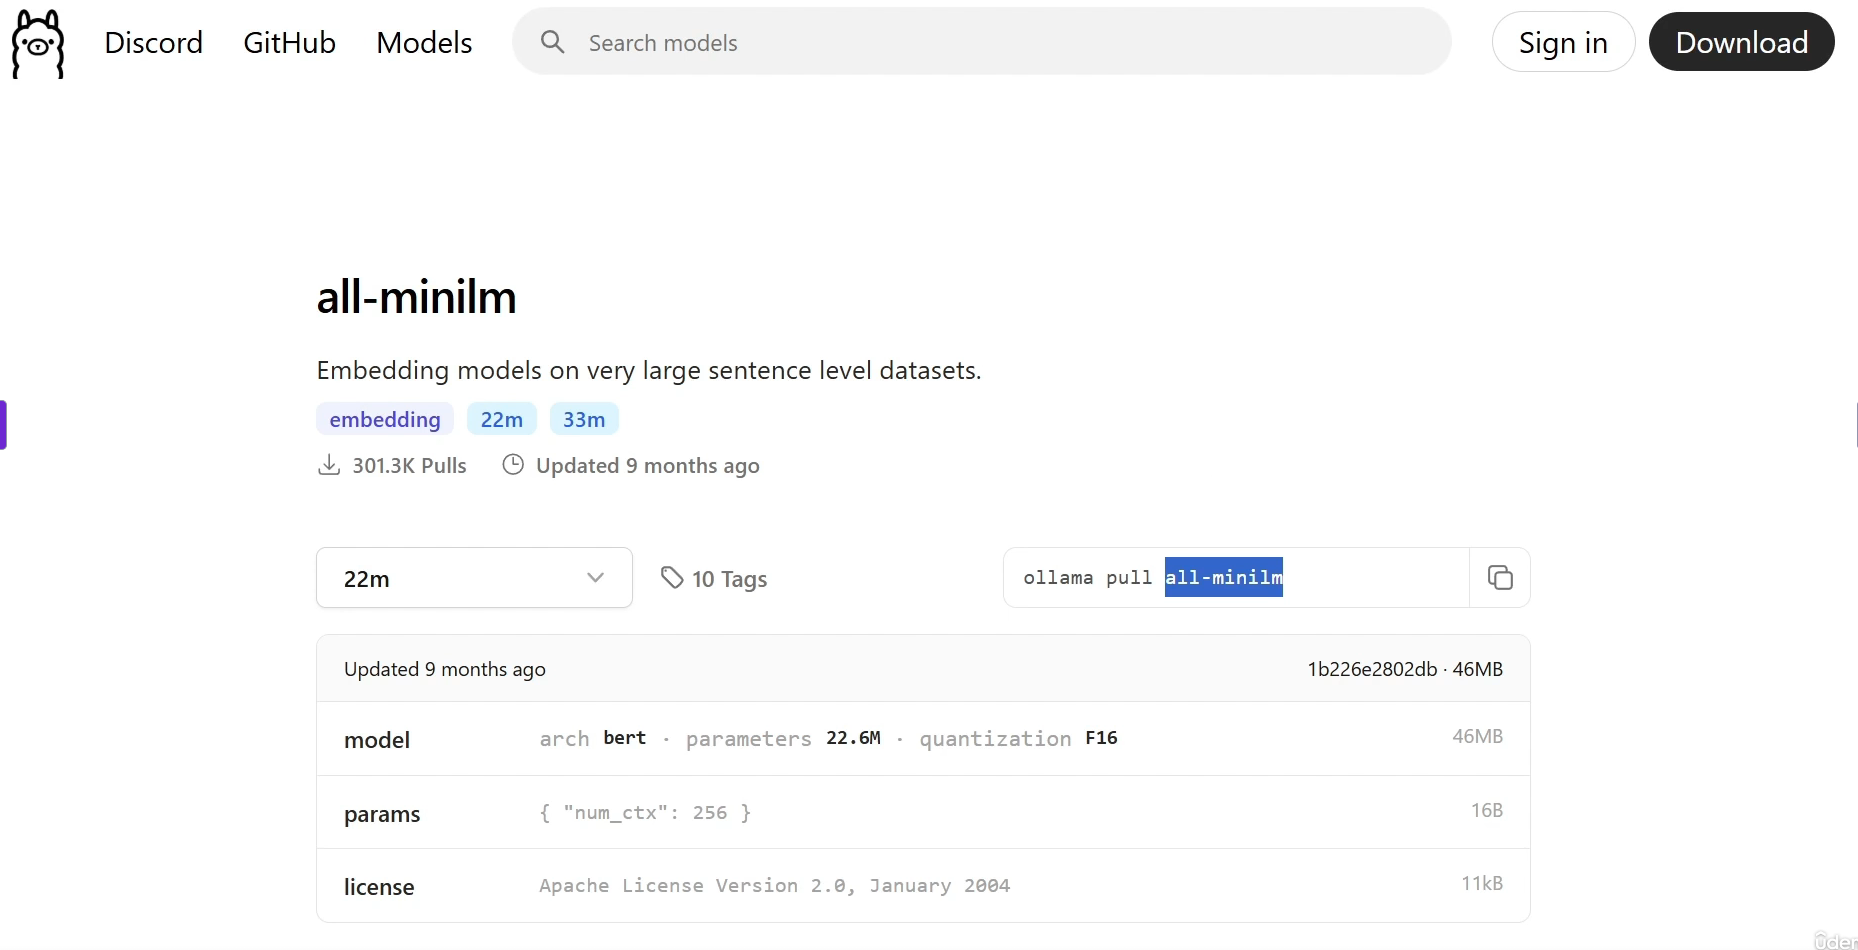 Discord GitHub Models Search models Sign in Download
all-minilm
Embedding models on very large sentence level datasets.
embedding 22m 33m
301.3K Pulls Updated 9 months ago
22m 10 Tags ollama pull all-minilm
Updated 9 months ago 1b226e2802db · 46MB
model arch bert · parameters 22.6M · quantization F16 46MB
params { "num_ctx": 256 } 16B
license Apache License Version 2.0, January 2004 11kB